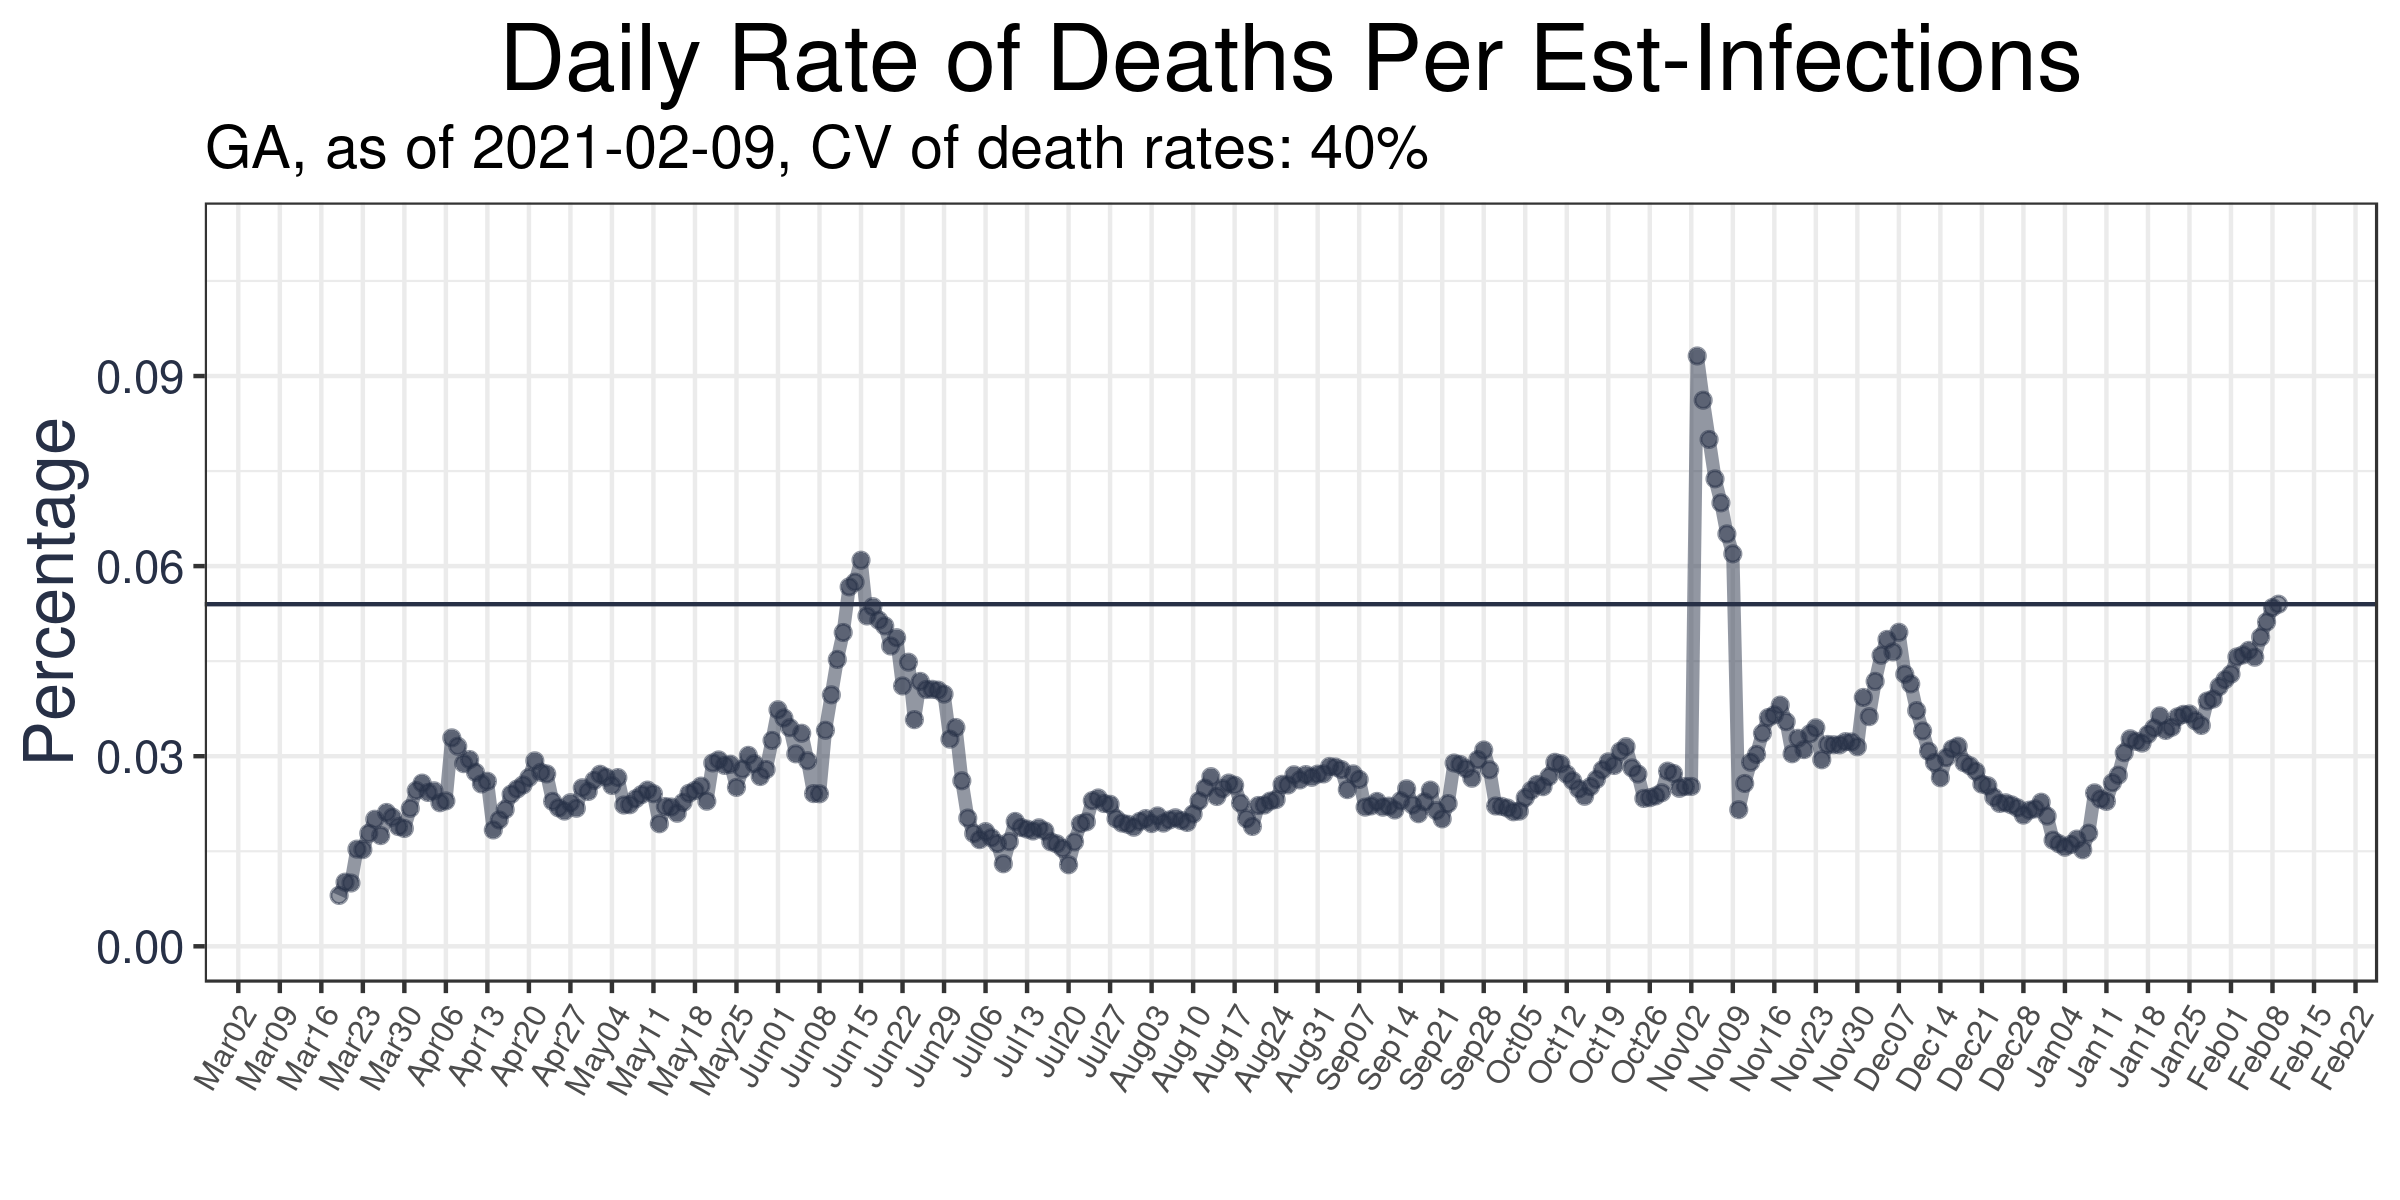 Daily Rate of Deaths Per Est-Infections
GA, as of 2021-02-09, CV of death rates: 40%
Percentage
0.09
0.06
0.03
0.00
Mar02 Mar09 Mar16 Mar23 Mar30 Apr06 Apr13 Apr20 Apr27 May04 May11 May18 May25 Jun01 Jun08 Jun15 Jun22 Jun29 Jul06 Jul13 Jul20 Jul27 Aug03 Aug10 Aug17 Aug24 Aug31 Sep07 Sep14 Sep21 Sep28 Oct05 Oct12 Oct19 Oct26 Nov02 Nov09 Nov16 Nov23 Nov30 Dec07 Dec14 Dec21 Dec28 Jan04 Jan11 Jan18 Jan25 Feb01 Feb08 Feb15 Feb22